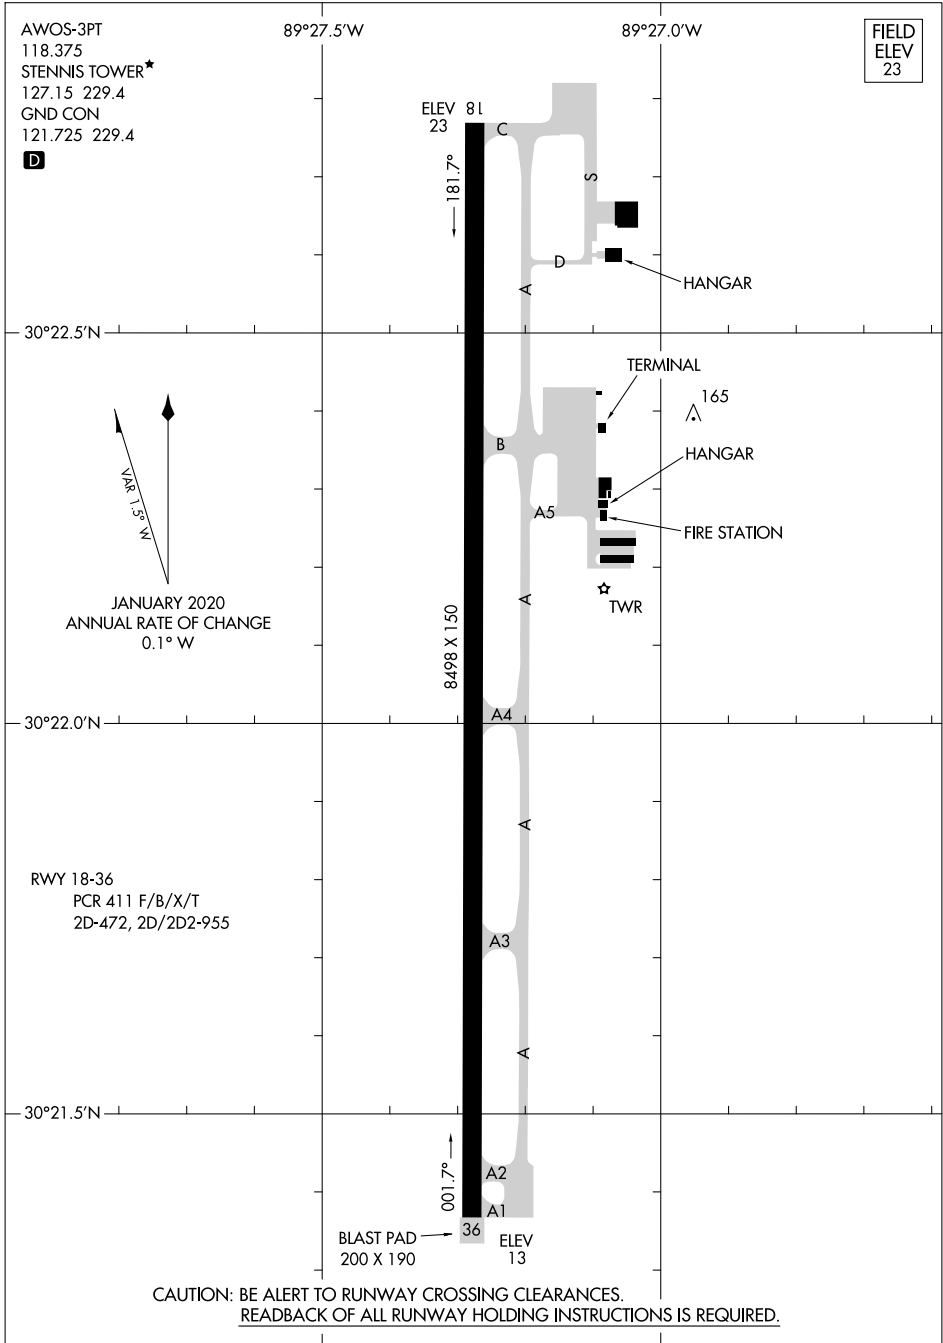 AWOS-3PT
118.375
STENNIS TOWER★
127.15 229.4
GND CON
121.725 229.4
D
89°27.5'W
89°27.0'W
FIELD
ELEV
23
ELEV
23
18
C
181.7°
S
D
HANGAR
A
30°22.5'N
TERMINAL
165
B
HANGAR
VAR 1.5° W
A5
FIRE STATION
JANUARY 2020
ANNUAL RATE OF CHANGE
0.1° W
A
TWR
8498 X 150
30°22.0'N
A4
A
RWY 18-36
PCR 411 F/B/X/T
2D-472, 2D/2D2-955
A3
A
30°21.5'N
001.7°
A2
A1
36
BLAST PAD
200 X 190
ELEV
13
CAUTION: BE ALERT TO RUNWAY CROSSING CLEARANCES.
READBACK OF ALL RUNWAY HOLDING INSTRUCTIONS IS REQUIRED.